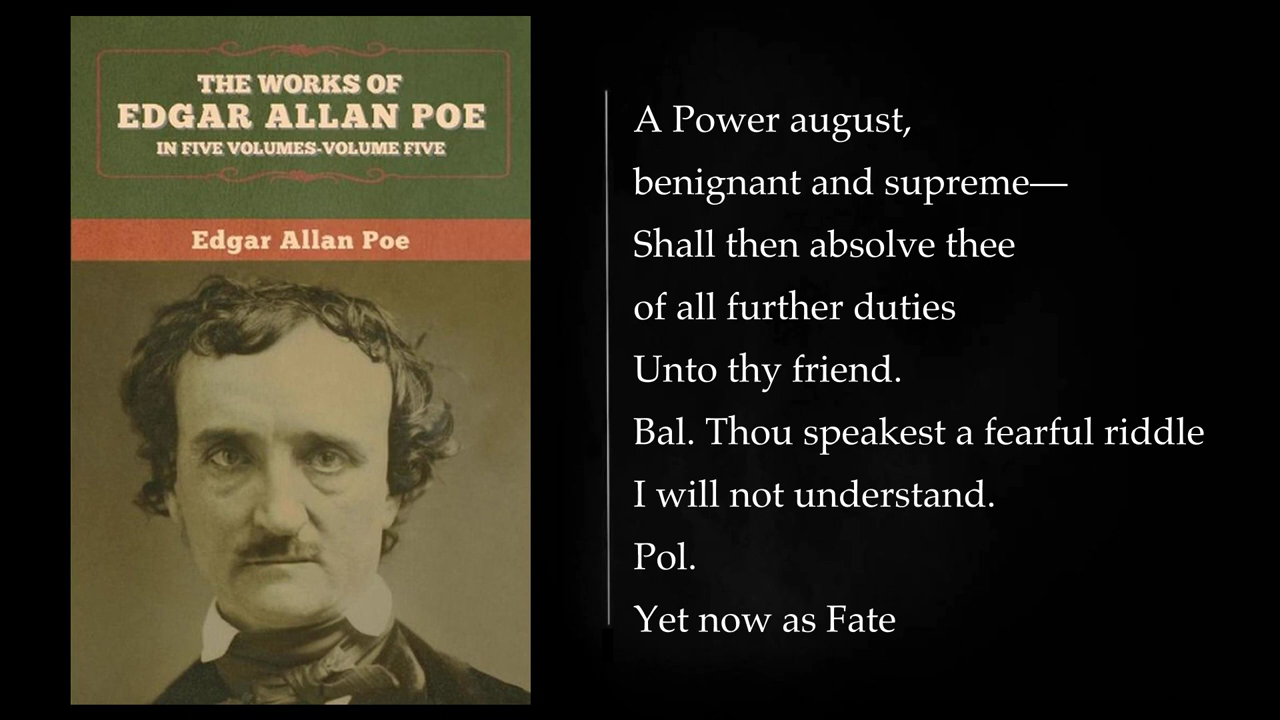 THE WORKS OF
EDGAR ALLAN POE
IN FIVE VOLUMES-VOLUME FIVE
Edgar Allan Poe
A Power august,
benignant and supreme—
Shall then absolve thee
of all further duties
Unto thy friend.
Bal. Thou speakest a fearful riddle
I will not understand.
Pol.
Yet now as Fate